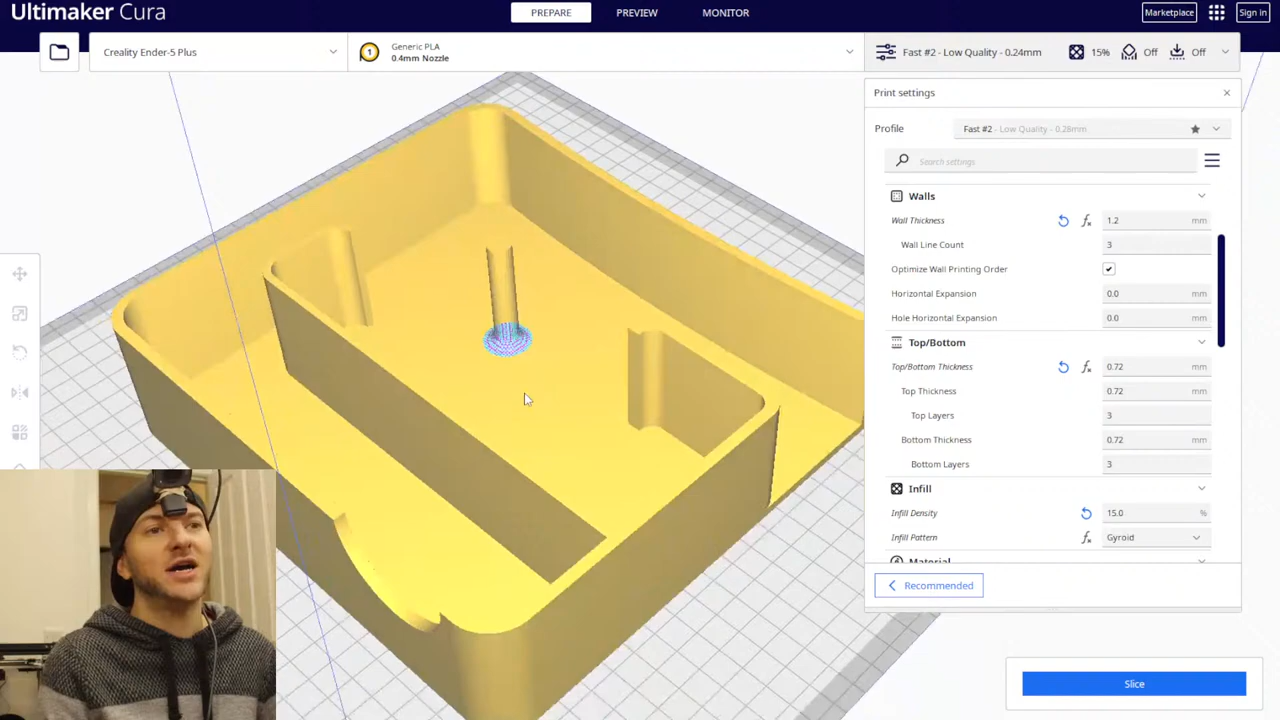 Ultimaker Cura
PREPARE
PREVIEW
MONITOR
Marketplace
Sign in
Creality Ender-5 Plus
1
Generic PLA
0.4mm Nozzle
Fast #2 - Low Quality - 0.24mm
15%
Off
Off
Print settings
Profile
Fast #2 - Low Quality - 0.28mm
Search settings
Walls
Wall Thickness
1.2 mm
Wall Line Count
3
Optimize Wall Printing Order
Horizontal Expansion
0.0 mm
Hole Horizontal Expansion
0.0 mm
Top/Bottom
Top/Bottom Thickness
0.72 mm
Top Thickness
0.72 mm
Top Layers
3
Bottom Thickness
0.72 mm
Bottom Layers
3
Infill
Infill Density
15.0 %
Infill Pattern
Gyroid
Material
Recommended
Slice